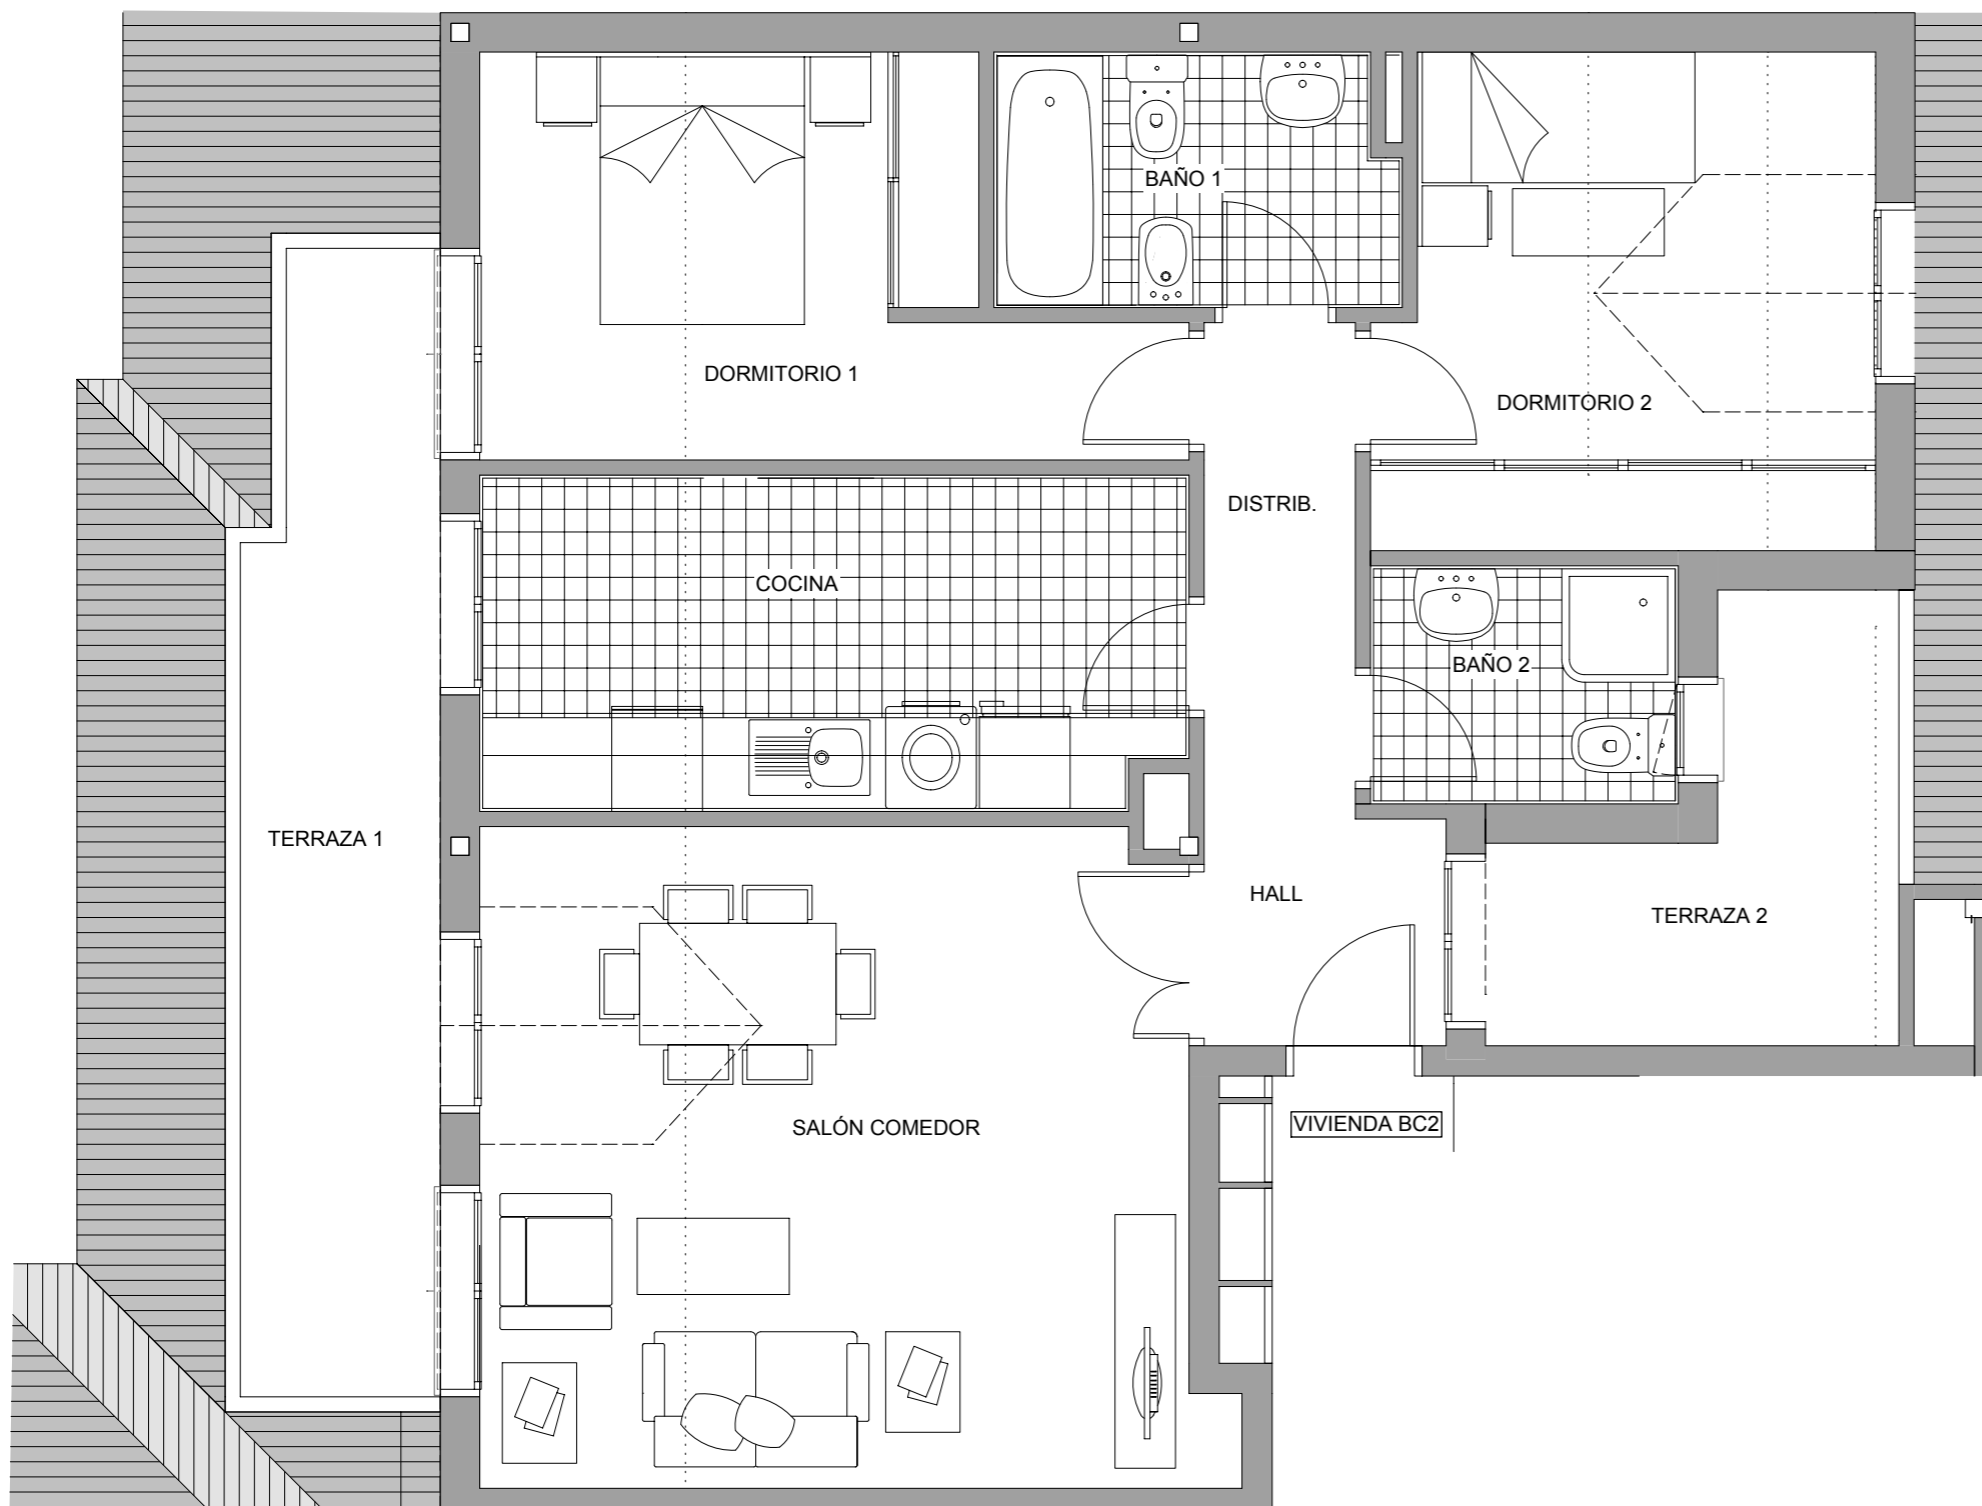 BAÑO 1
DORMITORIO 1
DORMITORIO 2
DISTRIB.
COCINA
BAÑO 2
TERRAZA 1
HALL
TERRAZA 2
SALÓN COMEDOR
VIVIENDA BC2